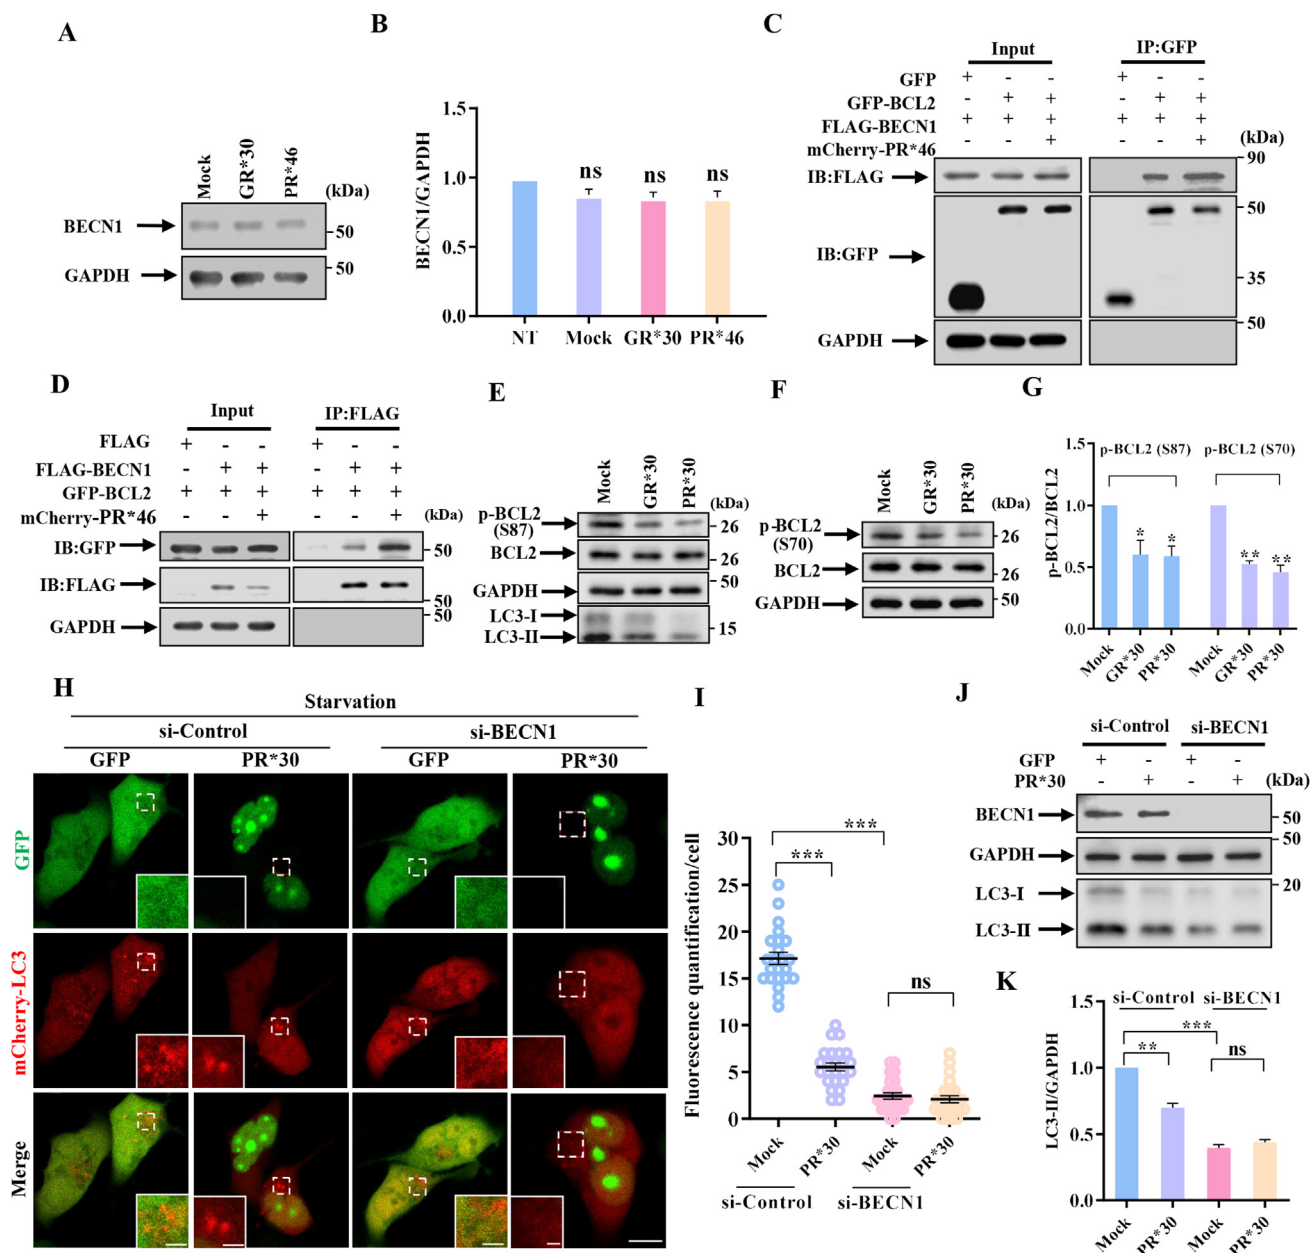 A
Mock
GR*30
PR*46
(kDa)
BECN1
50
GAPDH
50
B
BECN1/GAPDH
1.5
1.0
0.5
0.0
ns
ns
ns
NT
Mock
GR*30
PR*46
C
Input
IP:GFP
GFP + - - + - -
GFP-BCL2 - + + - + +
FLAG-BECN1 + + + + + +
mCherry-PR*46 - - + - - +
(kDa)
IB:FLAG
90
IB:GFP
50
35
GAPDH
50
D
Input
IP:FLAG
FLAG + - - + - -
FLAG-BECN1 - + + - + +
GFP-BCL2 + + + + + +
mCherry-PR*46 - - + - - +
(kDa)
IB:GFP
50
IB:FLAG
50
GAPDH
50
E
Mock
GR*30
PR*30
(kDa)
p-BCL2
(S87)
26
BCL2
26
GAPDH
50
LC3-I
15
LC3-II
F
Mock
GR*30
PR*30
(kDa)
p-BCL2
(S70)
26
BCL2
26
GAPDH
50
G
p-BCL2/BCL2
1.5
1.0
0.5
0.0
p-BCL2 (S87)
p-BCL2 (S70)
*
*
**
**
Mock
GR*30
PR*30
Mock
GR*30
PR*30
H
Starvation
si-Control
si-BECN1
GFP
PR*30
GFP
PR*30
GFP
mCherry-LC3
Merge
I
Fluorescence quantification/cell
30
25
20
15
10
5
0
***
***
ns
Mock
PR*30
Mock
PR*30
si-Control
si-BECN1
J
si-Control
si-BECN1
GFP + - + -
PR*30 - + - +
(kDa)
BECN1
50
GAPDH
50
LC3-I
20
LC3-II
K
LC3-II/GAPDH
1.5
1.0
0.5
0.0
si-Control
si-BECN1
***
**
ns
Mock
PR*30
Mock
PR*30